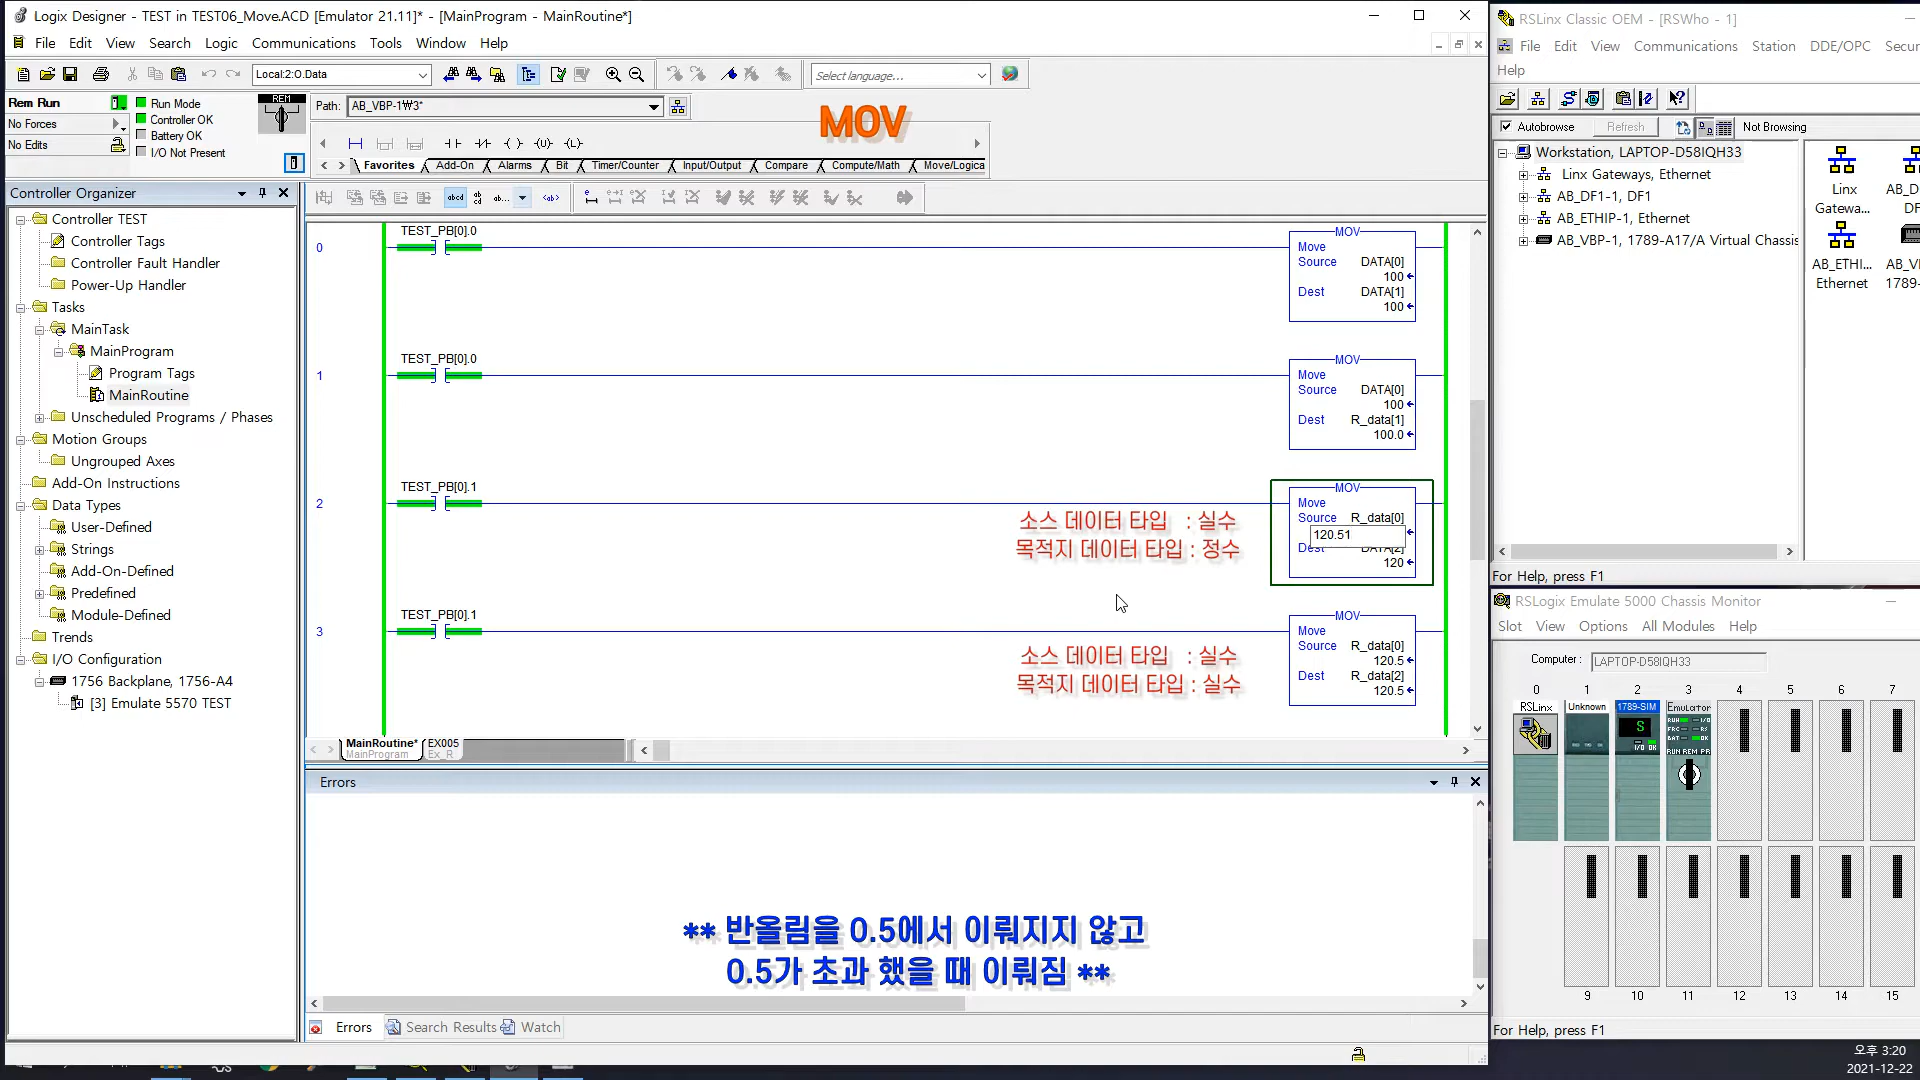 Logix Designer - TEST in TEST06_Move.ACD [Emulator 21.11]* - [MainProgram - MainRoutine*]
File Edit View Search Logic Communications Tools Window Help
Local:2:O.Data
Select language...
Rem Run
No Forces
No Edits
Run Mode
Controller OK
Battery OK
I/O Not Present
REM
Path: AB_VBP-1₩3*
MOV
Favorites Add-On Alarms Bit Timer/Counter Input/Output Compare Compute/Math Move/Logica
Controller Organizer
Controller TEST
Controller Tags
Controller Fault Handler
Power-Up Handler
Tasks
MainTask
MainProgram
Program Tags
MainRoutine
Unscheduled Programs / Phases
Motion Groups
Ungrouped Axes
Add-On Instructions
Data Types
User-Defined
Strings
Add-On-Defined
Predefined
Module-Defined
Trends
I/O Configuration
1756 Backplane, 1756-A4
[3] Emulate 5570 TEST
0
TEST_PB[0].0
MOV
Move
Source DATA[0]
100
Dest DATA[1]
100
1
TEST_PB[0].0
MOV
Move
Source DATA[0]
100
Dest R_data[1]
100.0
2
TEST_PB[0].1
MOV
Move
Source R_data[0]
120.51
Dest DATA[2]
120
소스 데이터 타입 : 실수
목적지 데이터 타입 : 정수
3
TEST_PB[0].1
MOV
Move
Source R_data[0]
120.5
Dest R_data[2]
120.5
소스 데이터 타입 : 실수
목적지 데이터 타입 : 실수
MainRoutine* EX005
MainProgram Ex_R
Errors
** 반올림을 0.5에서 이뤄지지 않고
0.5가 초과 했을 때 이뤄짐 **
Errors Search Results Watch
RSLinx Classic OEM - [RSWho - 1]
File Edit View Communications Station DDE/OPC Secur
Help
Autobrowse Refresh Not Browsing
Workstation, LAPTOP-D58IQH33
Linx Gateways, Ethernet
AB_DF1-1, DF1
AB_ETHIP-1, Ethernet
AB_VBP-1, 1789-A17/A Virtual Chassis
Linx
Gatewa...
AB_D
DF
AB_ETHI...
Ethernet
AB_V
1789-
For Help, press F1
RSLogix Emulate 5000 Chassis Monitor
Slot View Options All Modules Help
Computer : LAPTOP-D58IQH33
0 1 2 3 4 5 6 7
RSLinx Unknown 1789-SIM Emulator
9 10 11 12 13 14 15
For Help, press F1
오후 3:20
2021-12-22